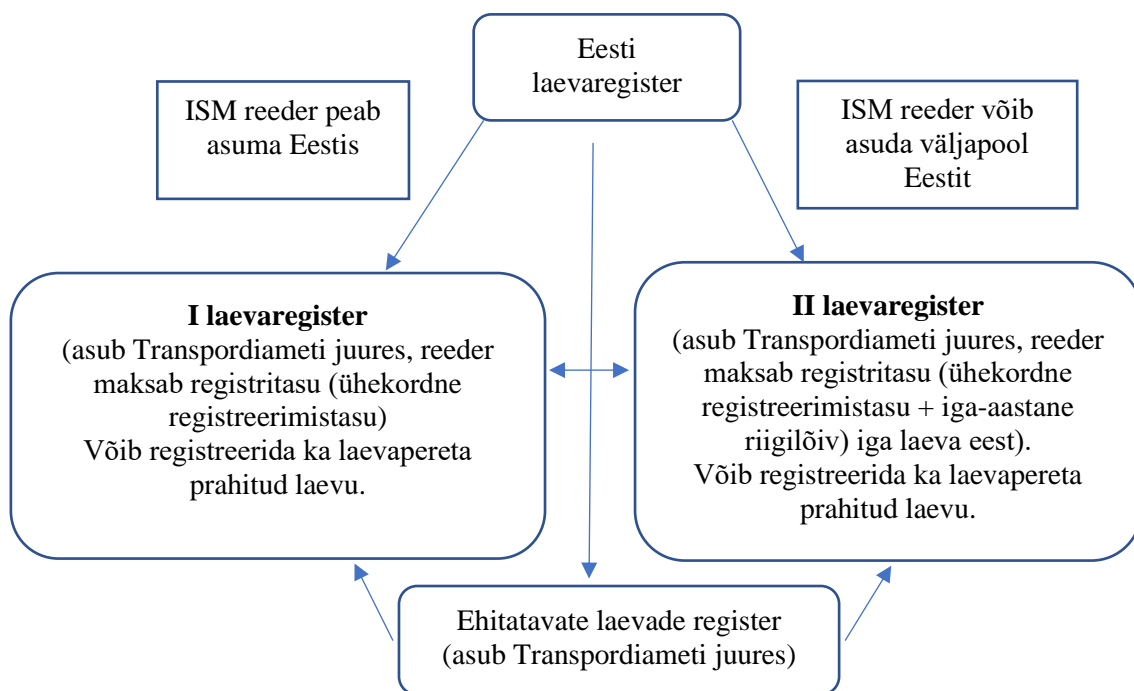 Eesti
laevaregister
ISM reeder peab
asuma Eestis
ISM reeder võib
asuda väljapool
Eestit
I laevaregister
(asub Transpordiameti juures, reeder
maksab registritasu (ühekordne
registreerimistasu)
Võib registreerida ka laevapereta
prahitud laevu.
II laevaregister
(asub Transpordiameti juures, reeder
maksab registritasu (ühekordne
registreerimistasu + iga-aastane
riigilõiv) iga laeva eest).
Võib registreerida ka laevapereta
prahitud laevu.
Ehitatavate laevade register
(asub Transpordiameti juures)